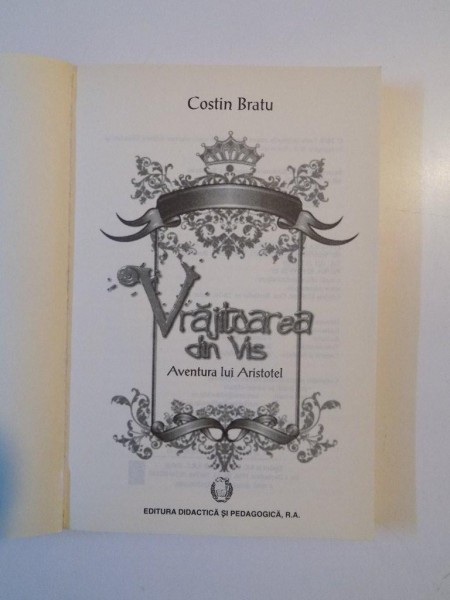 Costin Bratu
Vrăjitoarea
din Vis
Aventura lui Aristotel
EDITURA DIDACTICĂ ȘI PEDAGOGICĂ, R.A.